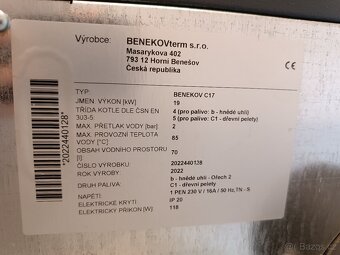 Výrobce: BENEKOVterm s.r.o.
Masarykova 402
793 12 Horní Benešov
Česká republika
CE
TYP BENEKOV C17
JMEN. VÝKON [kW] 19
TŘÍDA KOTLE DLE ČSN EN 303-5 4 (pro palivo: b - hnědé uhlí)
5 (pro palivo: C1 - dřevní pelety)
MAX. PŘETLAK VODY [bar] 2
MAX. PROVOZNÍ TEPLOTA VODY [°C] 85
OBSAH VODNÍHO PROSTORU [l] 70
ČÍSLO VÝROBKU 2022440128
ROK VÝROBY 2022
DRUH PALIVA b - hnědé uhlí - Ořech 2
C1 - dřevní pelety
NAPĚTÍ 1 PEN 230 V / 16A / 50 Hz, TN - S
ELEKTRICKÉ KRYTÍ IP 20
ELEKTRICKÝ PŘÍKON [W] 118
*2022440128*